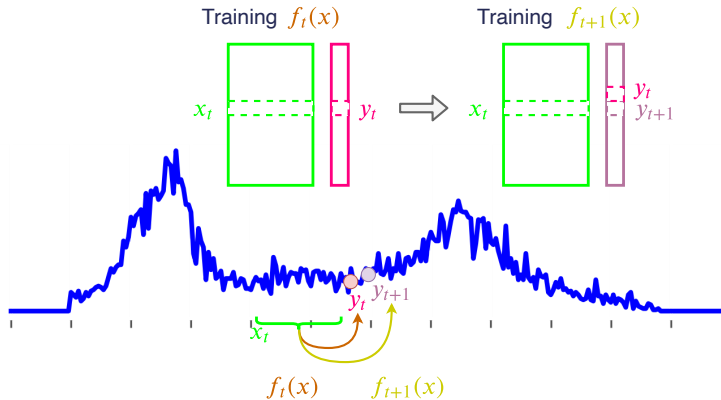 Training f_t(x)
Training f_{t+1}(x)
x_t
y_t
x_t
y_t
y_{t+1}
y_t
y_{t+1}
x_t
f_t(x)
f_{t+1}(x)